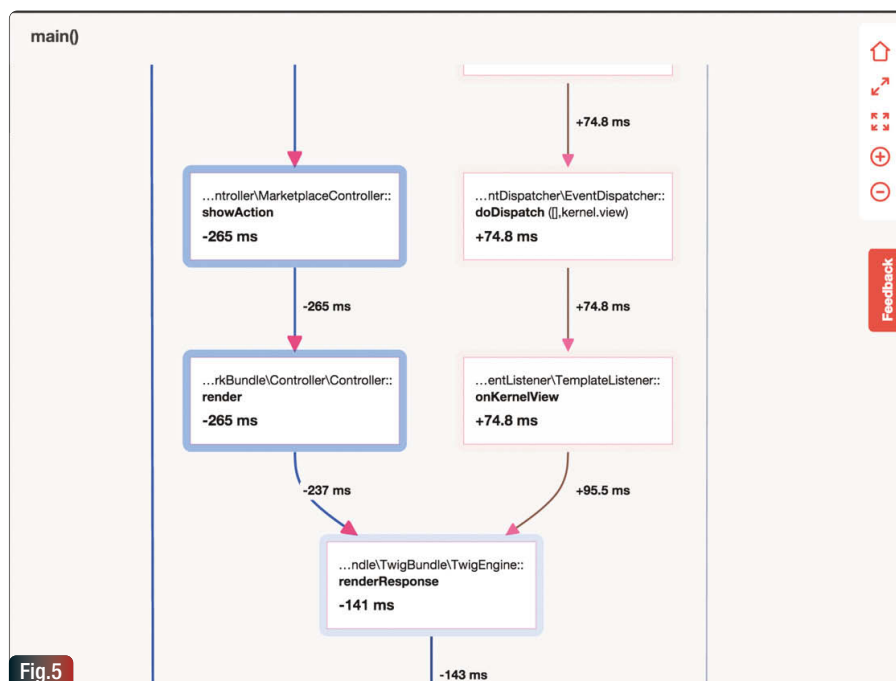 main()
+74.8 ms
...ntroller\MarketplaceController::
showAction
-265 ms
...ntDispatcher\EventDispatcher::
doDispatch ([],kernel.view)
+74.8 ms
-265 ms
+74.8 ms
...rkBundle\Controller\Controller::
render
-265 ms
...entListener\TemplateListener::
onKernelView
+74.8 ms
-237 ms
+95.5 ms
...ndle\TwigBundle\TwigEngine::
renderResponse
-141 ms
-143 ms
Feedback
Fig.5